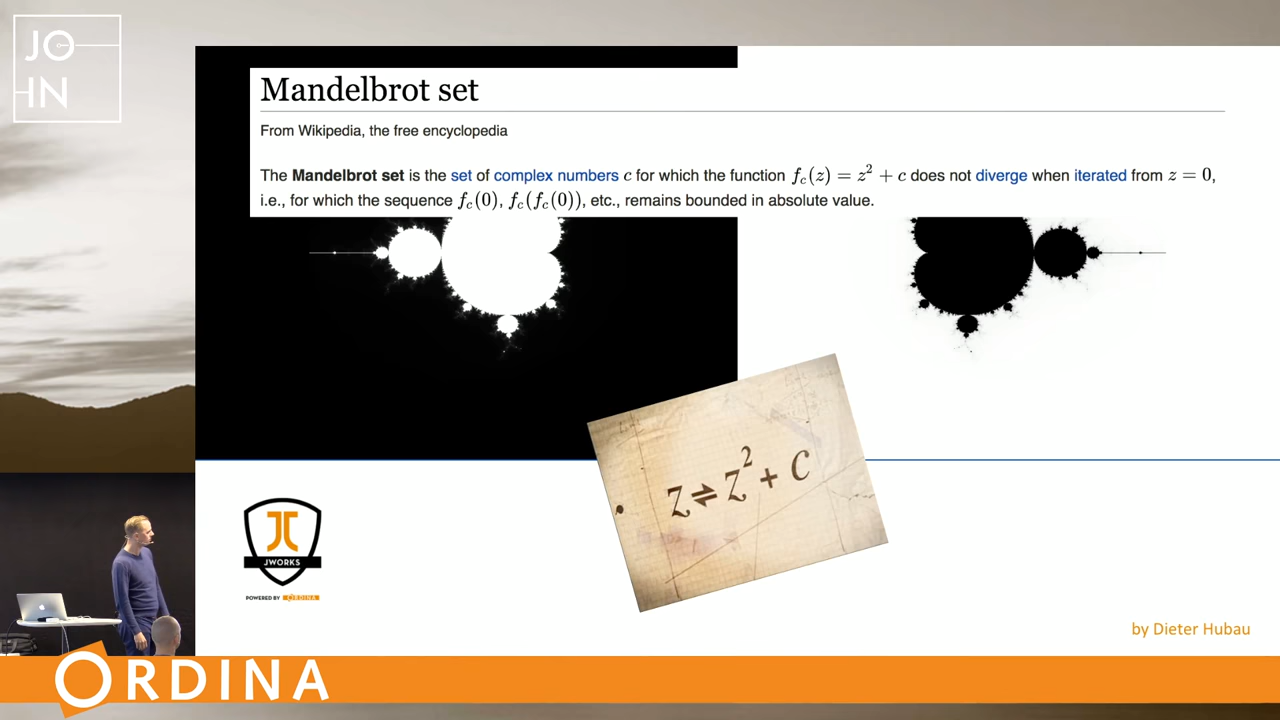 JO
IN
Mandelbrot set
From Wikipedia, the free encyclopedia
The Mandelbrot set is the set of complex numbers c for which the function f_c(z) = z² + c does not diverge when iterated from z = 0,
i.e., for which the sequence f_c(0), f_c(f_c(0)), etc., remains bounded in absolute value.
Z ⇌ Z² + C
JWORKS
POWERED BY ORDINA
by Dieter Hubau
ORDINA